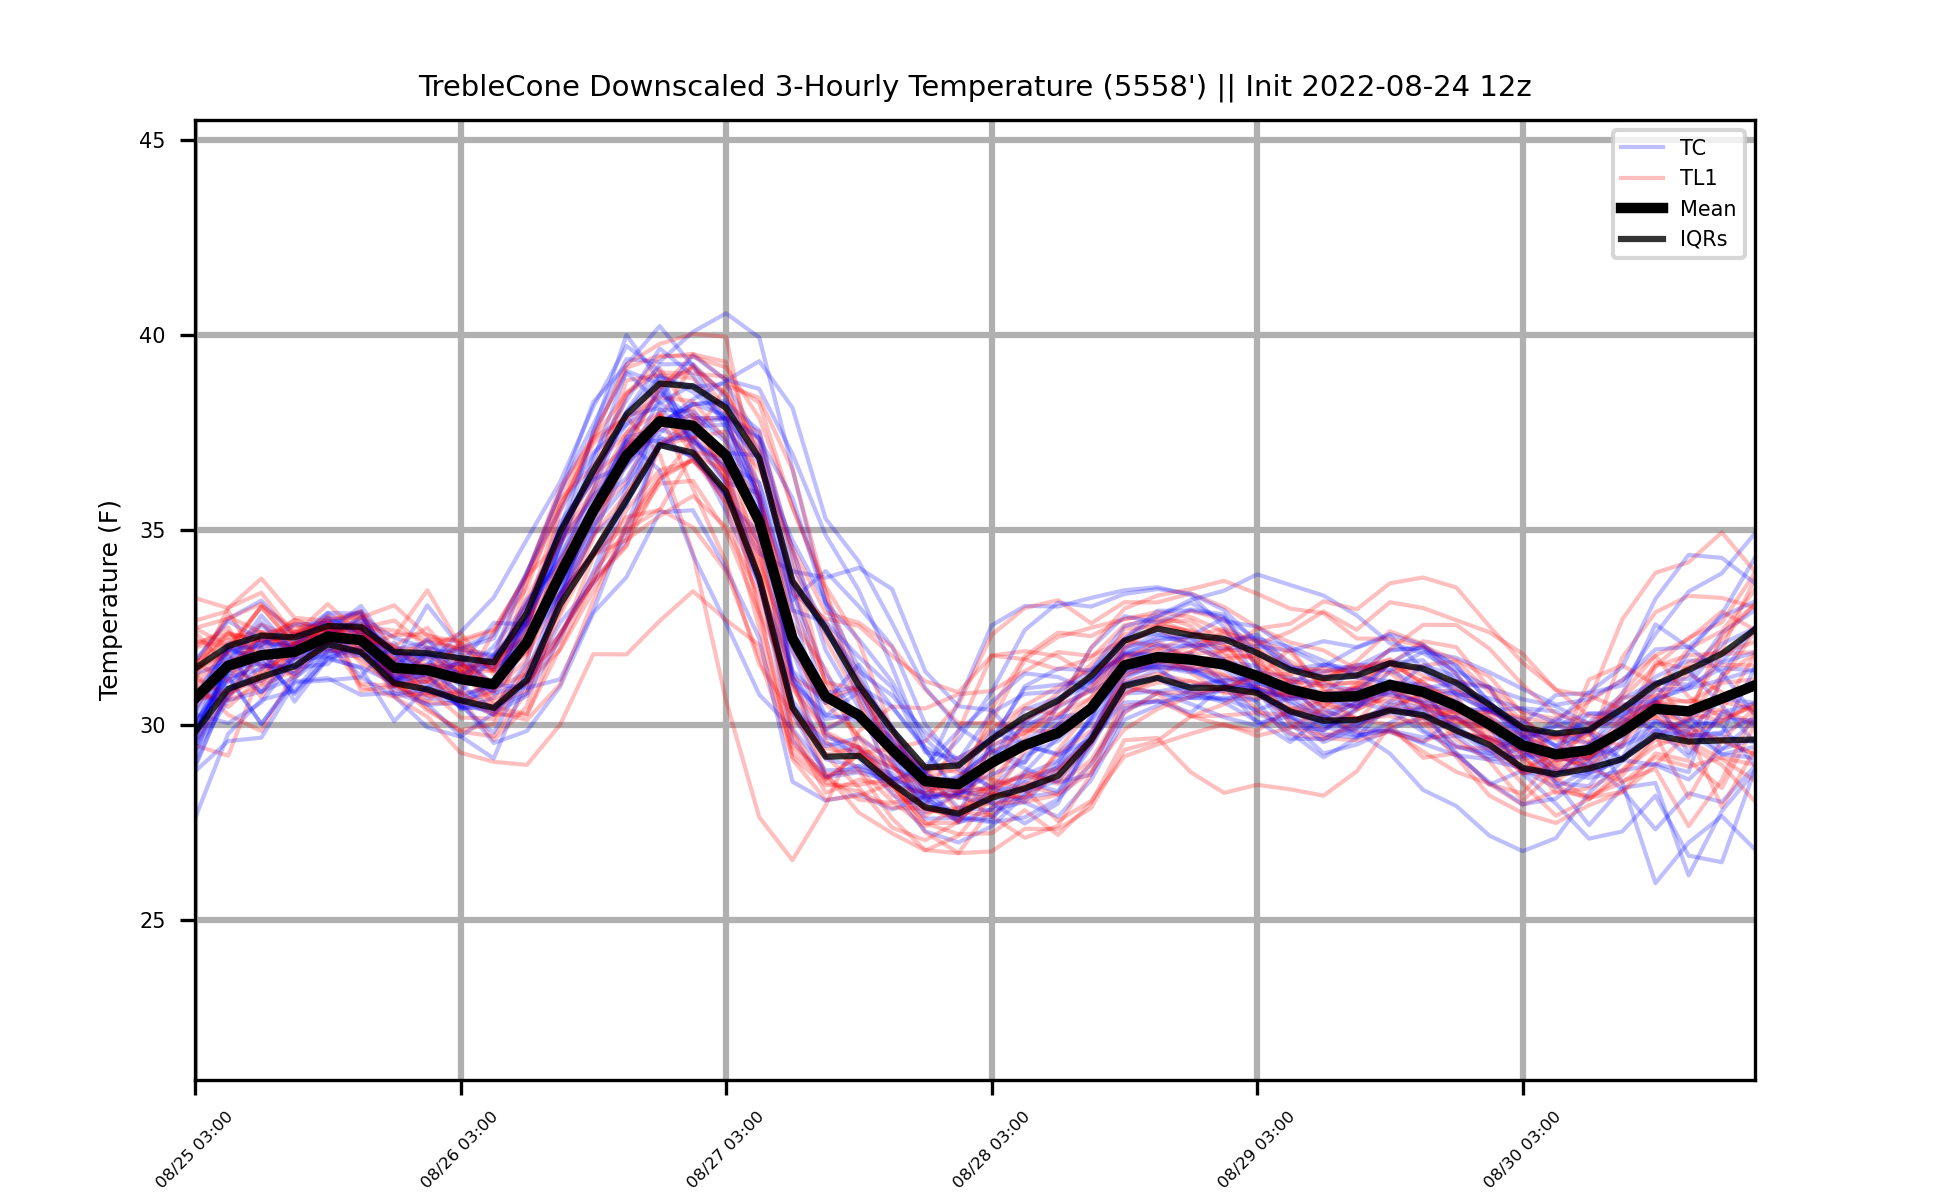 TrebleCone Downscaled 3-Hourly Temperature (5558') || Init 2022-08-24 12z
TC
TL1
Mean
IQRs
Temperature (F)
45
40
35
30
25
08/25 03:00
08/26 03:00
08/27 03:00
08/28 03:00
08/29 03:00
08/30 03:00